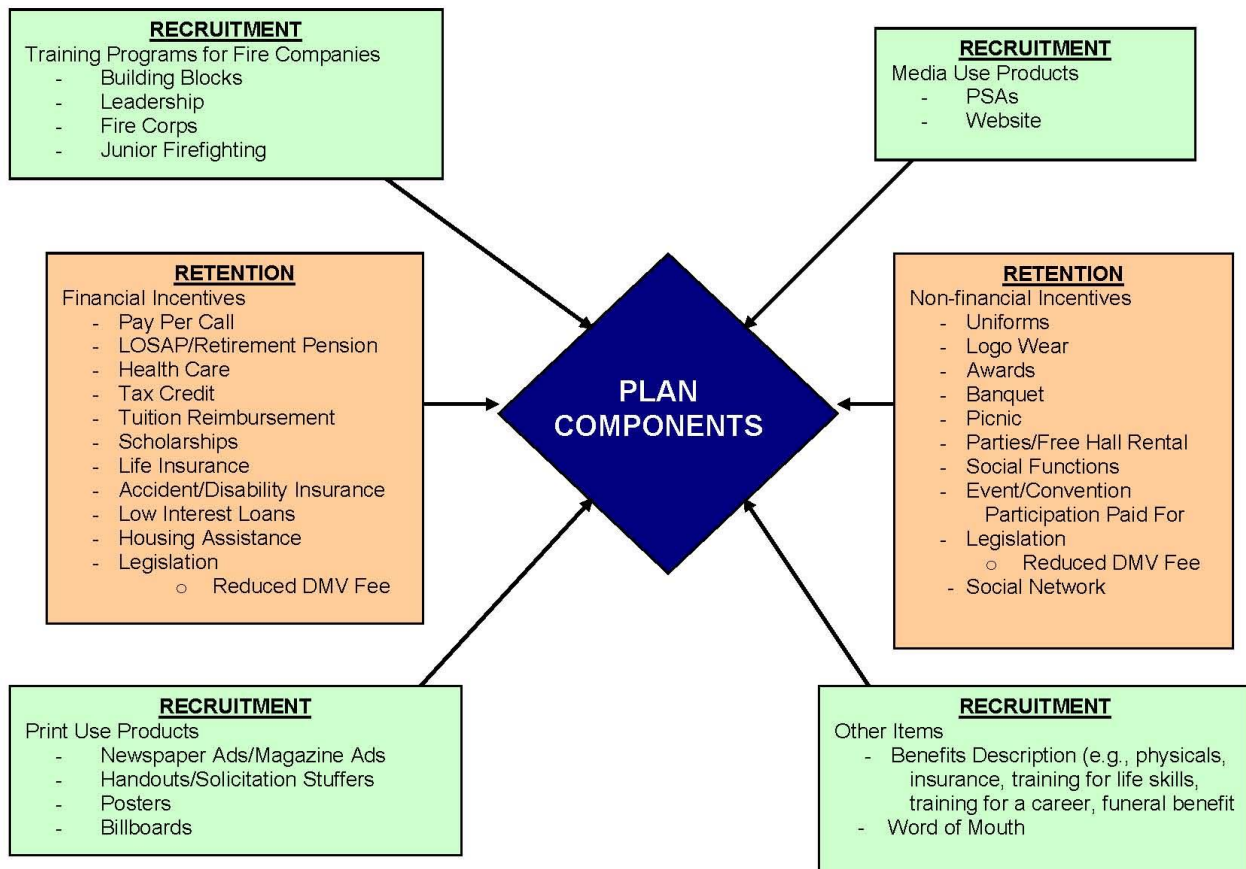 RECRUITMENT
Training Programs for Fire Companies
- Building Blocks
- Leadership
- Fire Corps
- Junior Firefighting
RECRUITMENT
Media Use Products
- PSAs
- Website
RETENTION
Financial Incentives
- Pay Per Call
- LOSAP/Retirement Pension
- Health Care
- Tax Credit
- Tuition Reimbursement
- Scholarships
- Life Insurance
- Accident/Disability Insurance
- Low Interest Loans
- Housing Assistance
- Legislation
o Reduced DMV Fee
PLAN
COMPONENTS
RETENTION
Non-financial Incentives
- Uniforms
- Logo Wear
- Awards
- Banquet
- Picnic
- Parties/Free Hall Rental
- Social Functions
- Event/Convention
Participation Paid For
- Legislation
o Reduced DMV Fee
- Social Network
RECRUITMENT
Print Use Products
- Newspaper Ads/Magazine Ads
- Handouts/Solicitation Stuffers
- Posters
- Billboards
RECRUITMENT
Other Items
- Benefits Description (e.g., physicals,
insurance, training for life skills,
training for a career, funeral benefit
- Word of Mouth